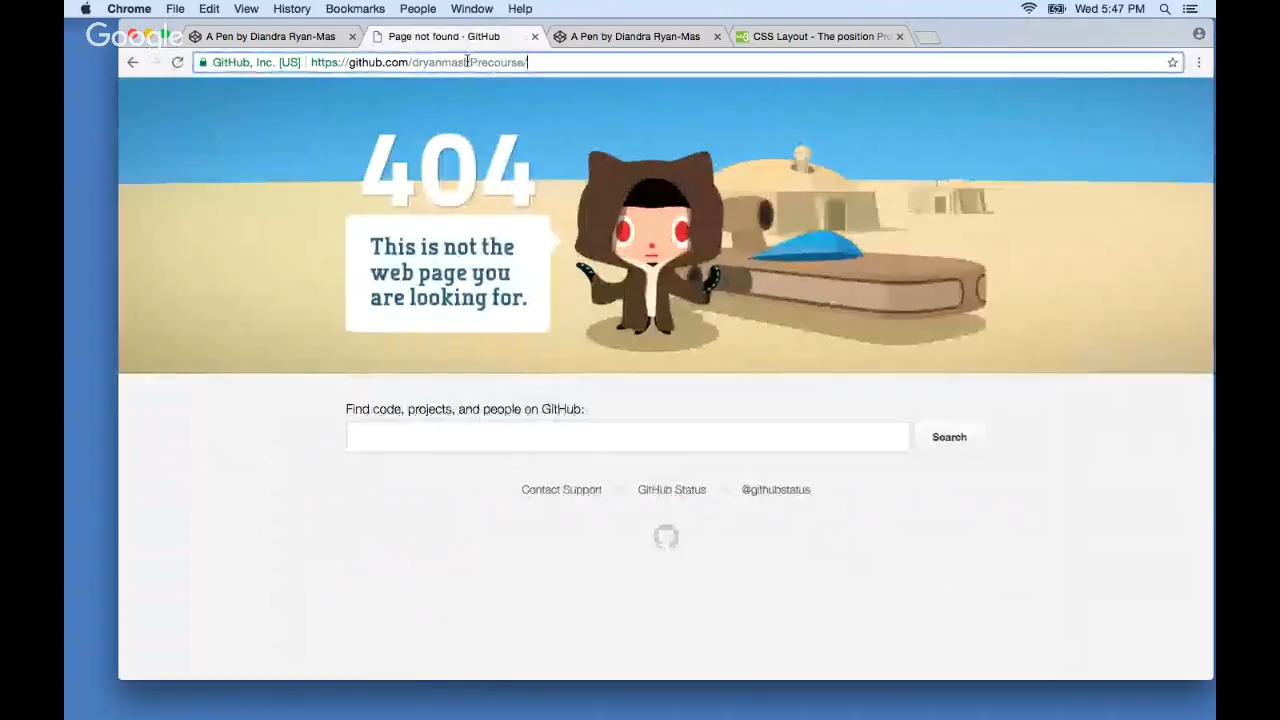 Chrome File Edit View History Bookmarks People Window Help Wed 5:47 PM
Google
A Pen by Diandra Ryan-Mas Page not found · GitHub A Pen by Diandra Ryan-Mas CSS Layout - The position Pro
GitHub, Inc. [US] https://github.com/dryanmas/Precourse/
404
This is not the
web page you
are looking for.
Find code, projects, and people on GitHub:
Search
Contact Support GitHub Status @githubstatus